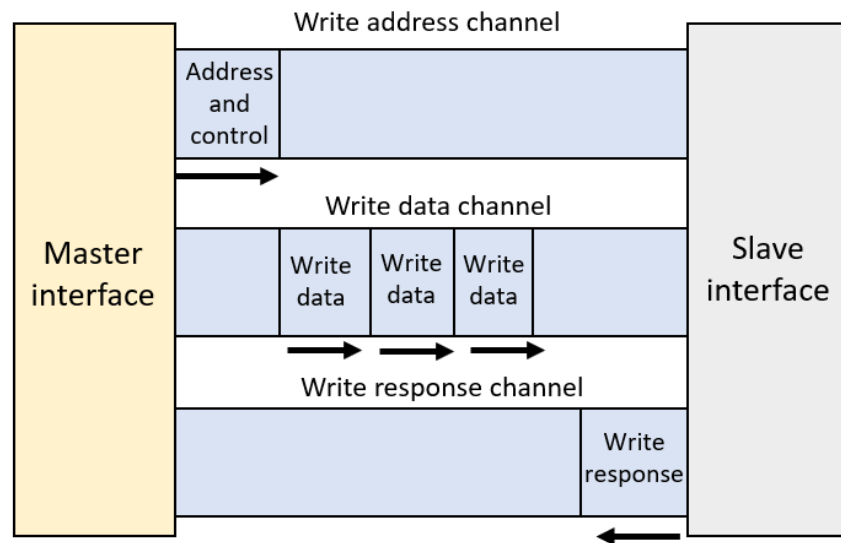 Write address channel
Address
and
control
Write data channel
Master
interface
Write
data
Write
data
Write
data
Slave
interface
Write response channel
Write
response